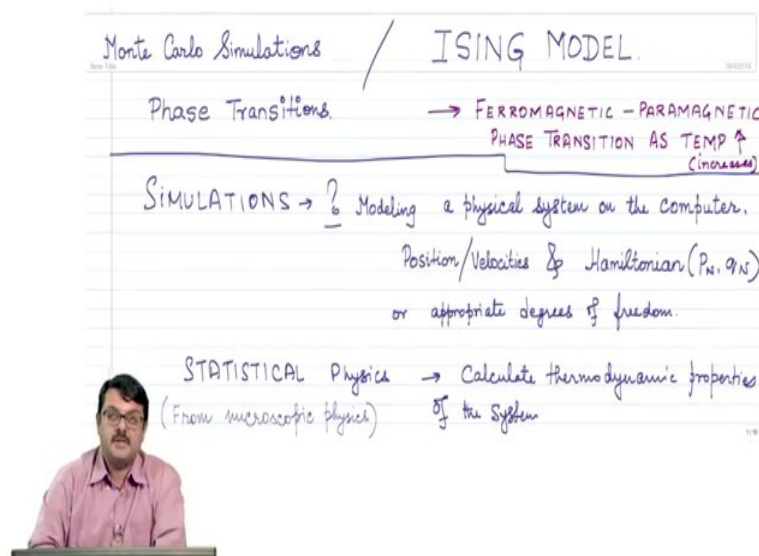 Monte Carlo Simulations / ISING MODEL.
Note Title
Phase Transitions. → FERROMAGNETIC - PARAMAGNETIC
PHASE TRANSITION AS TEMP ↑
(increases)
SIMULATIONS → ? Modeling a physical system on the computer.
Position/Velocities & Hamiltonian (PN, qN)
or appropriate degrees of freedom.
STATISTICAL Physics → Calculate thermodynamic properties
(From microscopic physics) of the System